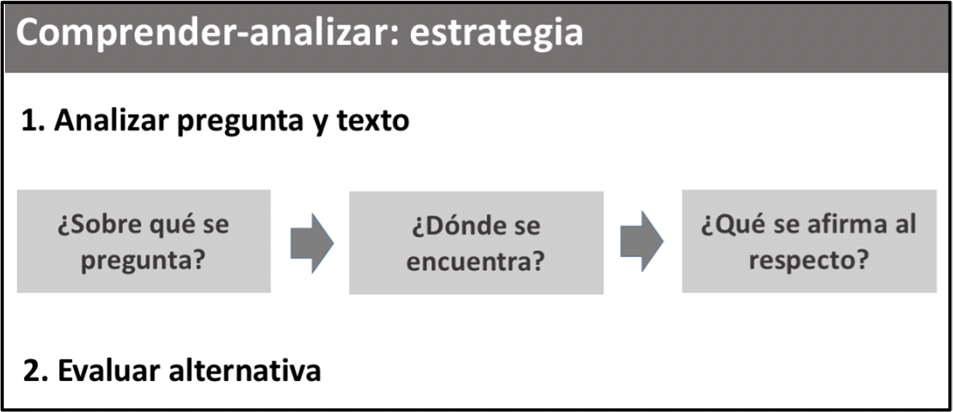 Comprender-analizar: estrategia
1. Analizar pregunta y texto
¿Sobre qué se
pregunta?
¿Dónde se
encuentra?
¿Qué se afirma al
respecto?
2. Evaluar alternativa